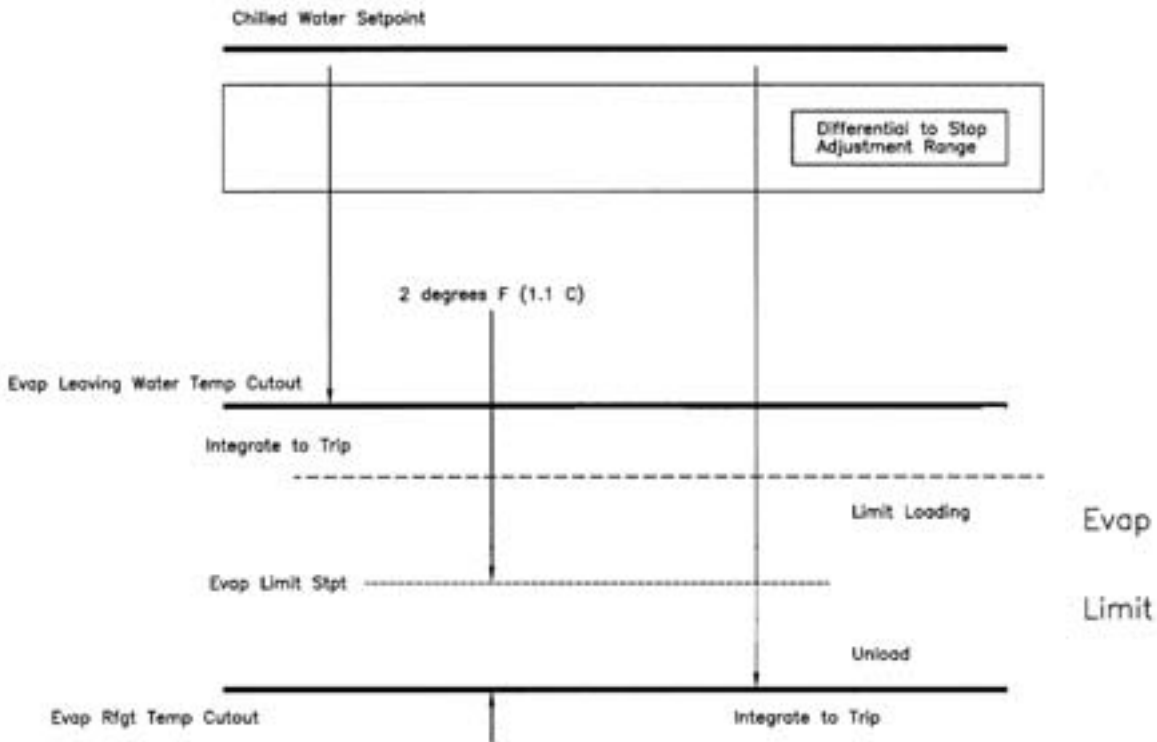 Chilled Water Setpoint
Differential to Stop
Adjustment Range
2 degrees F (1.1 C)
Evap Leaving Water Temp Cutout
Integrate to Trip
Limit Loading
Evap
Evap Limit Stpt
Limit
Unload
Evap Rfgt Temp Cutout
Integrate to Trip